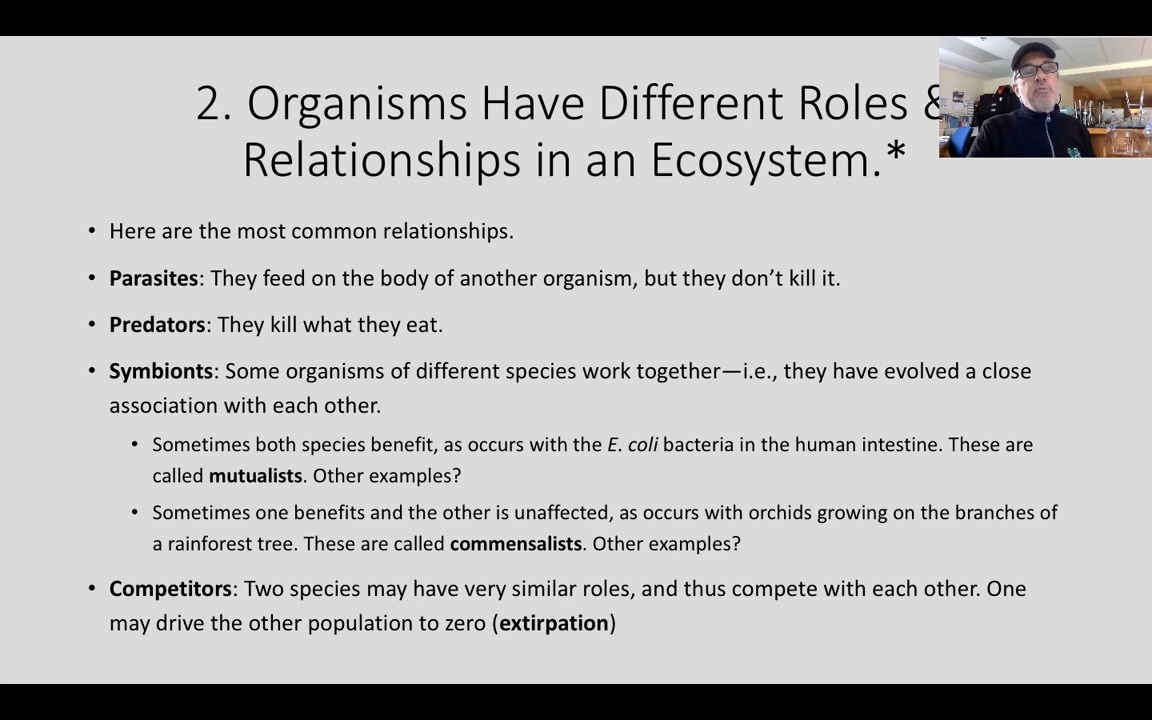 2. Organisms Have Different Roles &
Relationships in an Ecosystem.*
• Here are the most common relationships.
• Parasites: They feed on the body of another organism, but they don’t kill it.
• Predators: They kill what they eat.
• Symbionts: Some organisms of different species work together—i.e., they have evolved a close
association with each other.
• Sometimes both species benefit, as occurs with the E. coli bacteria in the human intestine. These are
called mutualists. Other examples?
• Sometimes one benefits and the other is unaffected, as occurs with orchids growing on the branches of
a rainforest tree. These are called commensalists. Other examples?
• Competitors: Two species may have very similar roles, and thus compete with each other. One
may drive the other population to zero (extirpation)